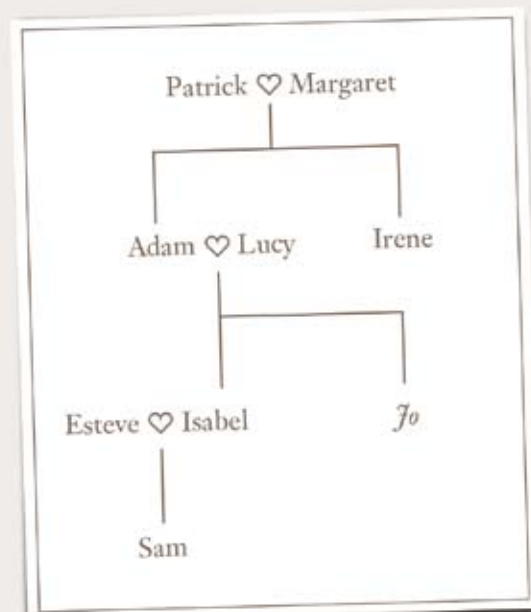 Patrick ♡ Margaret
Adam ♡ Lucy
Irene
Esteve ♡ Isabel
Jo
Sam